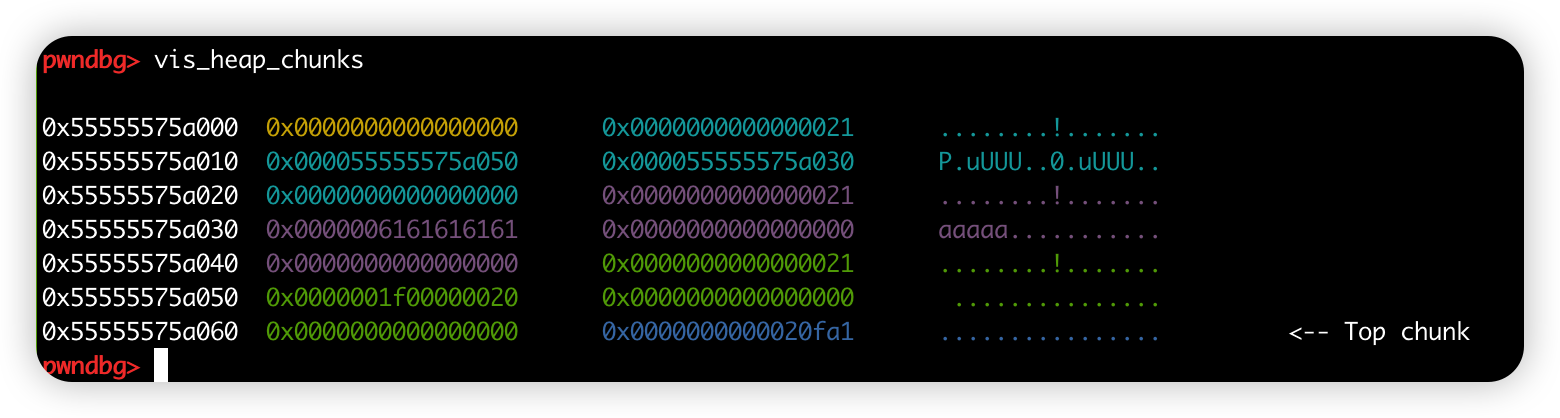 pwndbg> vis_heap_chunks
0x55555575a000 0x0000000000000000 0x0000000000000021 ........!.......
0x55555575a010 0x000055555575a050 0x000055555575a030 P.uUUU..0.uUUU..
0x55555575a020 0x0000000000000000 0x0000000000000021 ........!.......
0x55555575a030 0x0000006161616161 0x0000000000000000 aaaaa...........
0x55555575a040 0x0000000000000000 0x0000000000000021 ........!.......
0x55555575a050 0x0000001f00000020 0x0000000000000000  ...............
0x55555575a060 0x0000000000000000 0x0000000000020fa1 ................ <-- Top chunk
pwndbg>